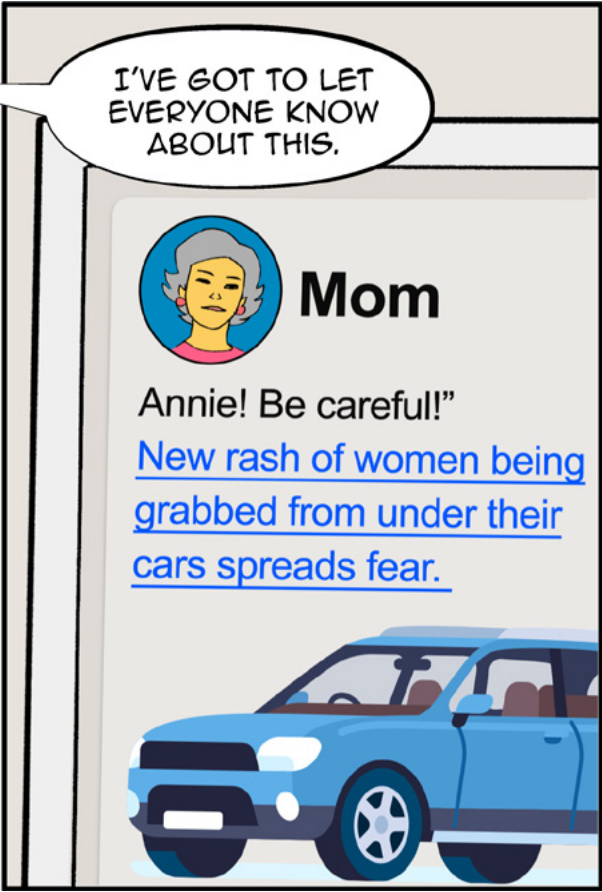 I'VE GOT TO LET
EVERYONE KNOW
ABOUT THIS.
Mom
Annie! Be careful!”
New rash of women being
grabbed from under their
cars spreads fear.